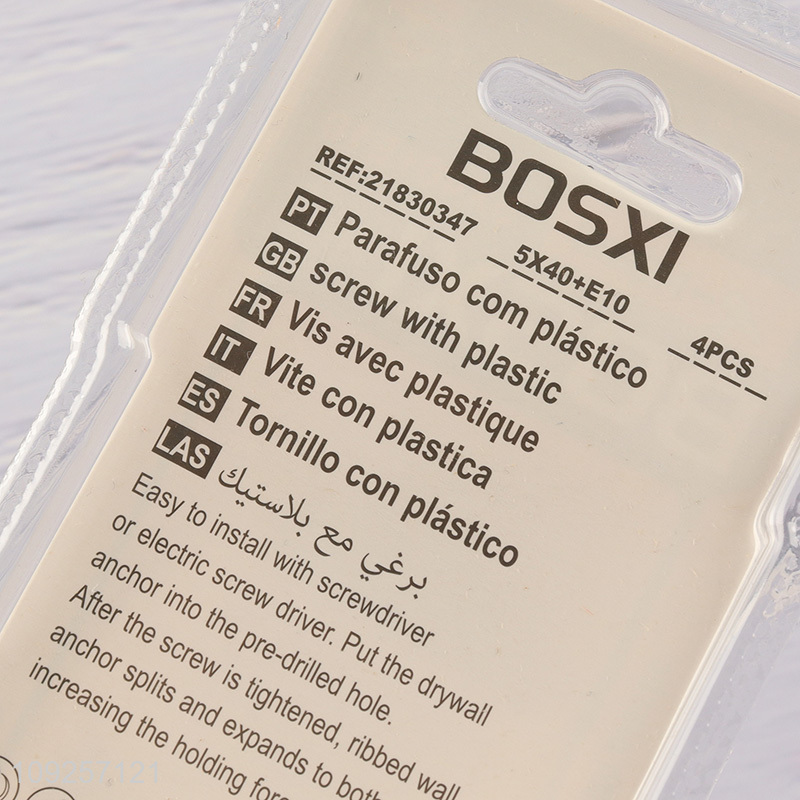 BOSXI
REF:21830347 5X40+E10 4PCS
PT Parafuso com plástico
GB screw with plastic
FR Vis avec plastique
IT Vite con plastica
ES Tornillo con plástico
LAS برغي مع بلاستيك
Easy to install with screwdriver
or electric screw driver. Put the drywall
anchor into the pre-drilled hole.
After the screw is tightened, ribbed wall
anchor splits and expands to both
increasing the holding